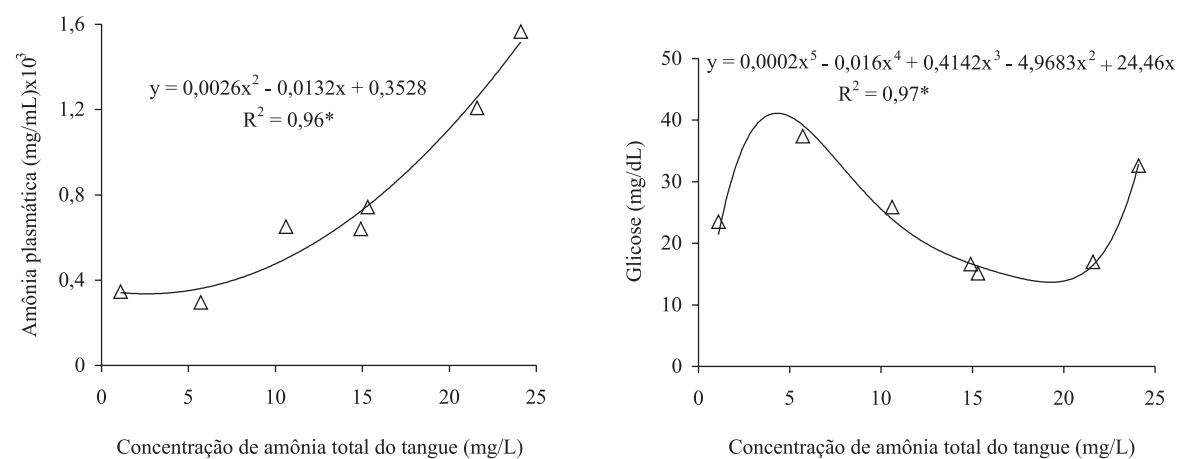 Amônia plasmática (mg/mL)x10³
1,6
1,2
0,8
0,4
0
y = 0,0026x² - 0,0132x + 0,3528
R² = 0,96*
0 5 10 15 20 25
Concentração de amônia total do tangue (mg/L)
Glicose (mg/dL)
50
40
30
20
10
0
y = 0,0002x⁵ - 0,016x⁴ + 0,4142x³ - 4,9683x² + 24,46x
R² = 0,97*
0 5 10 15 20 25
Concentração de amônia total do tangue (mg/L)